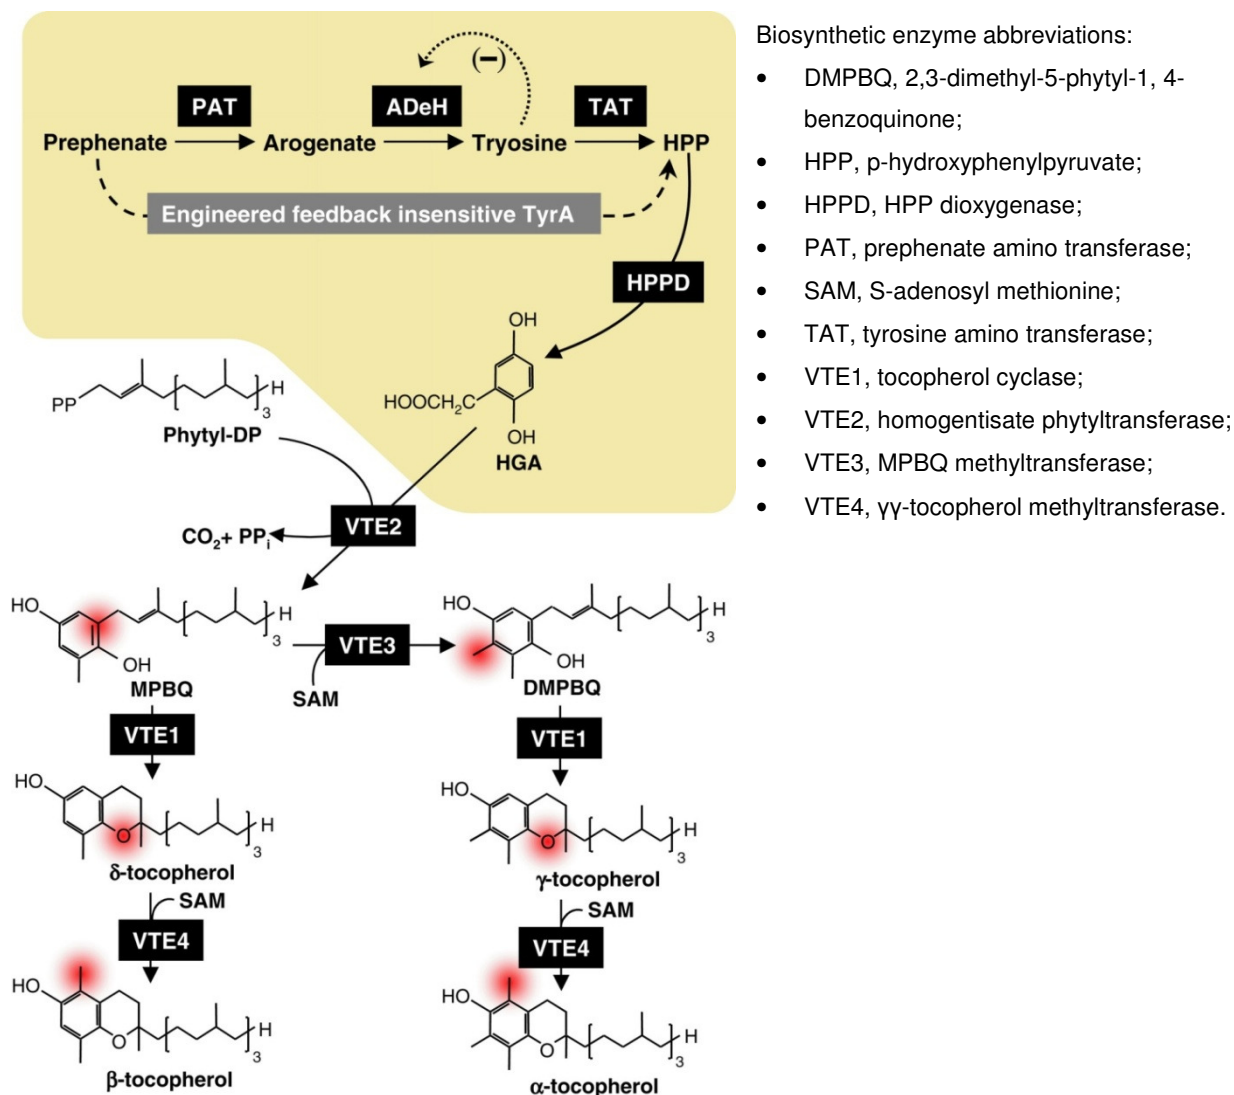 (−)
PAT
ADeH
TAT
Prephenate
Arogenate
Tryosine
HPP
Engineered feedback insensitive TyrA
HPPD
OH
HOOCH₂C
OH
HGA
PP
H
3
Phytyl-DP
VTE2
CO₂+ PPᵢ
HO
H
3
OH
MPBQ
VTE3
SAM
HO
H
3
OH
DMPBQ
VTE1
VTE1
HO
O
H
3
δ-tocopherol
HO
O
H
3
γ-tocopherol
SAM
VTE4
SAM
VTE4
HO
O
H
3
β-tocopherol
HO
O
H
3
α-tocopherol
Biosynthetic enzyme abbreviations:
• DMPBQ, 2,3-dimethyl-5-phytyl-1, 4-
benzoquinone;
• HPP, p-hydroxyphenylpyruvate;
• HPPD, HPP dioxygenase;
• PAT, prephenate amino transferase;
• SAM, S-adenosyl methionine;
• TAT, tyrosine amino transferase;
• VTE1, tocopherol cyclase;
• VTE2, homogentisate phytyltransferase;
• VTE3, MPBQ methyltransferase;
• VTE4, γγ-tocopherol methyltransferase.